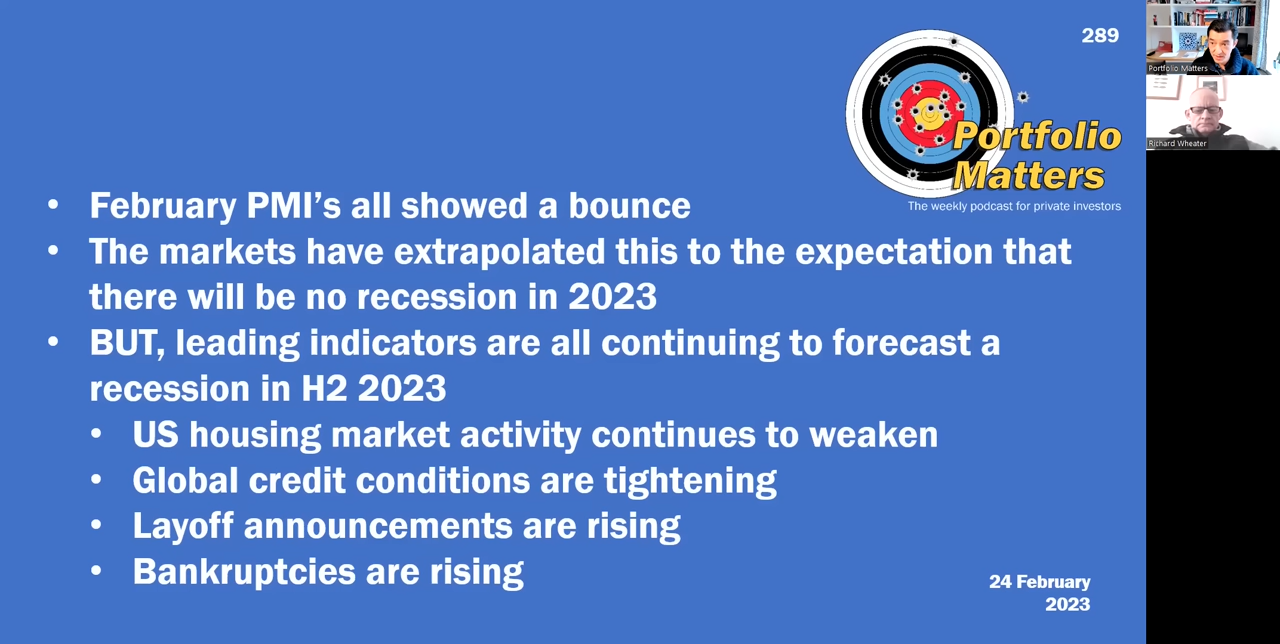 289
Portfolio
Matters
The weekly podcast for private investors
• February PMI’s all showed a bounce
• The markets have extrapolated this to the expectation that
there will be no recession in 2023
• BUT, leading indicators are all continuing to forecast a
recession in H2 2023
• US housing market activity continues to weaken
• Global credit conditions are tightening
• Layoff announcements are rising
• Bankruptcies are rising
24 February
2023
Portfolio Matters
Richard Wheater